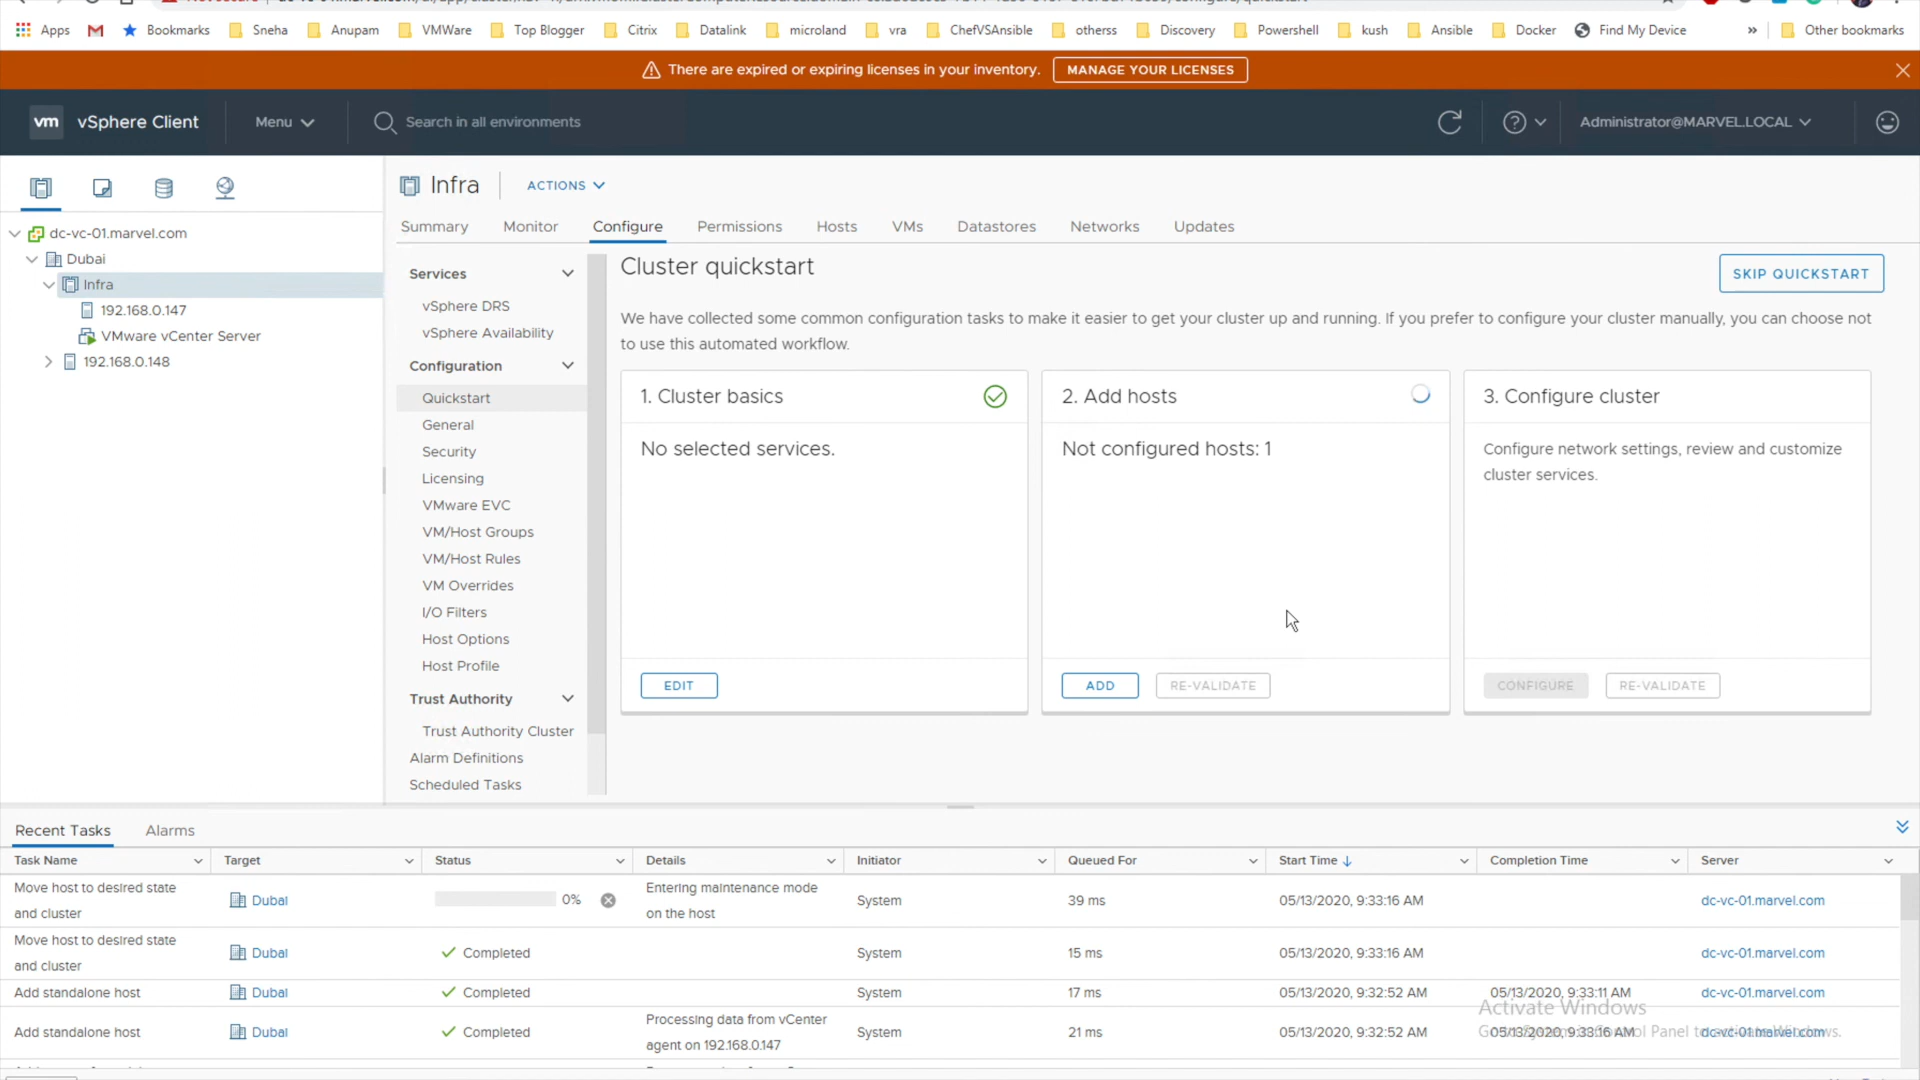 Apps
Bookmarks
Sneha
Anupam
VMWare
Top Blogger
Citrix
Datalink
microland
vra
ChefVSAnsible
otherss
Discovery
Powershell
kush
Ansible
Docker
Find My Device
»
Other bookmarks
There are expired or expiring licenses in your inventory.
MANAGE YOUR LICENSES
vm
vSphere Client
Menu
Search in all environments
Administrator@MARVEL.LOCAL
Infra
ACTIONS
Summary
Monitor
Configure
Permissions
Hosts
VMs
Datastores
Networks
Updates
dc-vc-01.marvel.com
Dubai
Infra
192.168.0.147
VMware vCenter Server
192.168.0.148
Services
vSphere DRS
vSphere Availability
Configuration
Quickstart
General
Security
Licensing
VMware EVC
VM/Host Groups
VM/Host Rules
VM Overrides
I/O Filters
Host Options
Host Profile
Trust Authority
Trust Authority Cluster
Alarm Definitions
Scheduled Tasks
Cluster quickstart
SKIP QUICKSTART
We have collected some common configuration tasks to make it easier to get your cluster up and running. If you prefer to configure your cluster manually, you can choose not
to use this automated workflow.
1. Cluster basics
No selected services.
EDIT
2. Add hosts
Not configured hosts: 1
ADD
RE-VALIDATE
3. Configure cluster
Configure network settings, review and customize
cluster services.
CONFIGURE
RE-VALIDATE
Recent Tasks
Alarms
Task Name
Target
Status
Details
Initiator
Queued For
Start Time
Completion Time
Server
Move host to desired state
and cluster
Dubai
0%
Entering maintenance mode
on the host
System
39 ms
05/13/2020, 9:33:16 AM
dc-vc-01.marvel.com
Move host to desired state
and cluster
Dubai
Completed
System
15 ms
05/13/2020, 9:33:16 AM
dc-vc-01.marvel.com
Add standalone host
Dubai
Completed
System
17 ms
05/13/2020, 9:32:52 AM
05/13/2020, 9:33:11 AM
dc-vc-01.marvel.com
Add standalone host
Dubai
Completed
Processing data from vCenter
agent on 192.168.0.147
System
21 ms
05/13/2020, 9:32:52 AM
05/13/2020, 9:33:16 AM
dc-vc-01.marvel.com
Activate Windows
Control Panel to activate Windows.